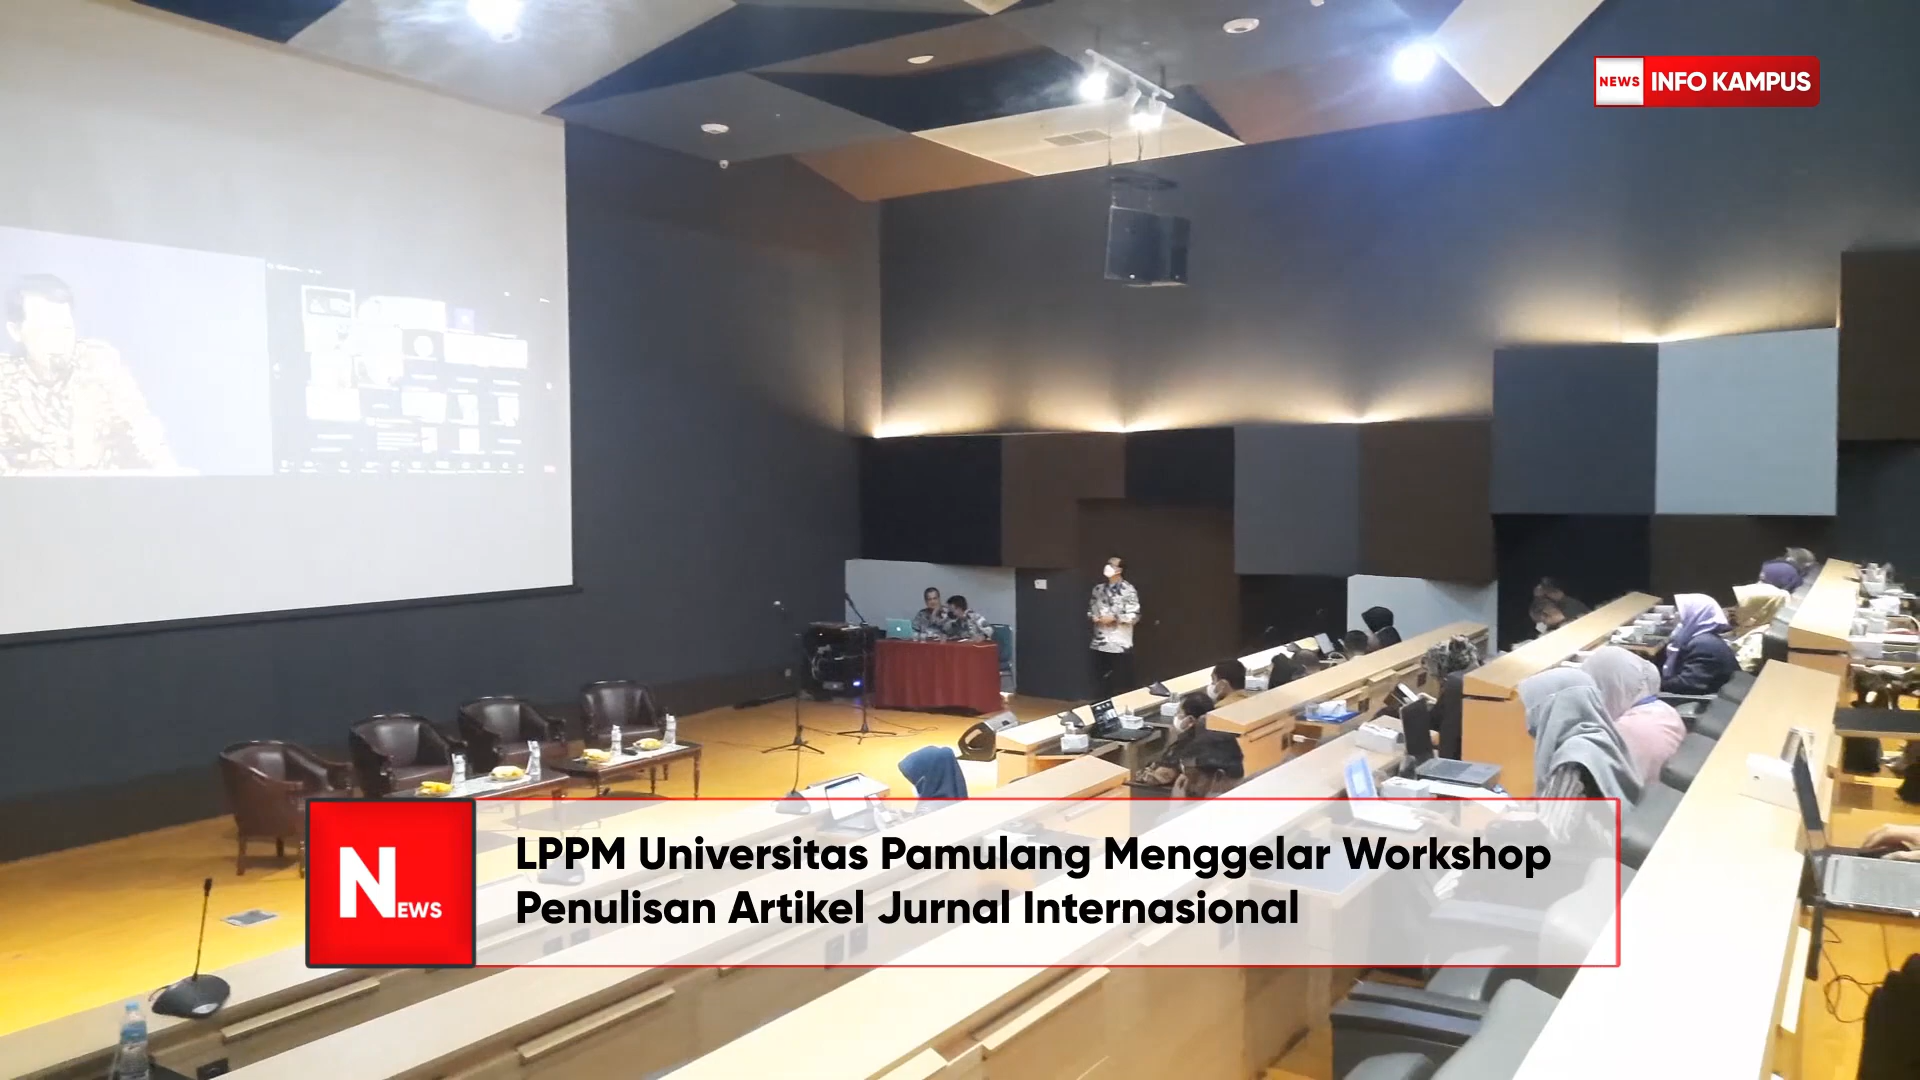 NEWS INFO KAMPUS
NEWS
LPPM Universitas Pamulang Menggelar Workshop
Penulisan Artikel Jurnal Internasional